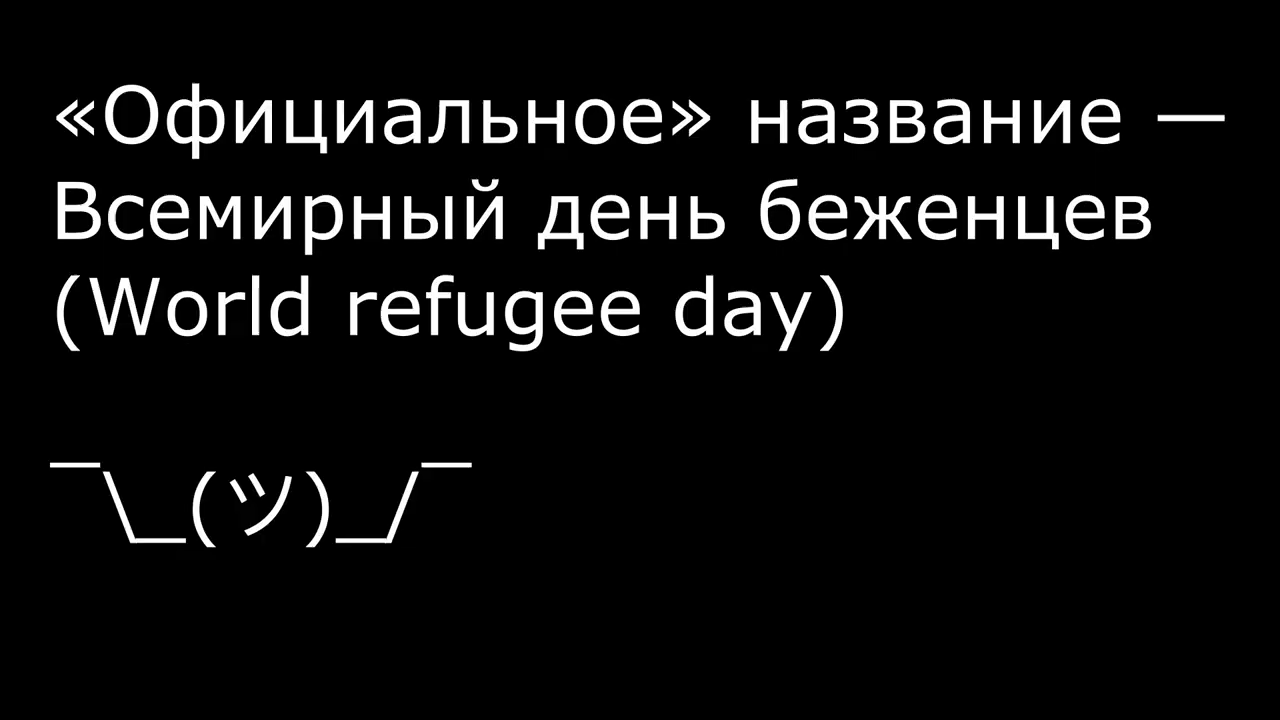 «Официальное» название —
Всемирный день беженцев
(World refugee day)
¯\_(ツ)_/¯